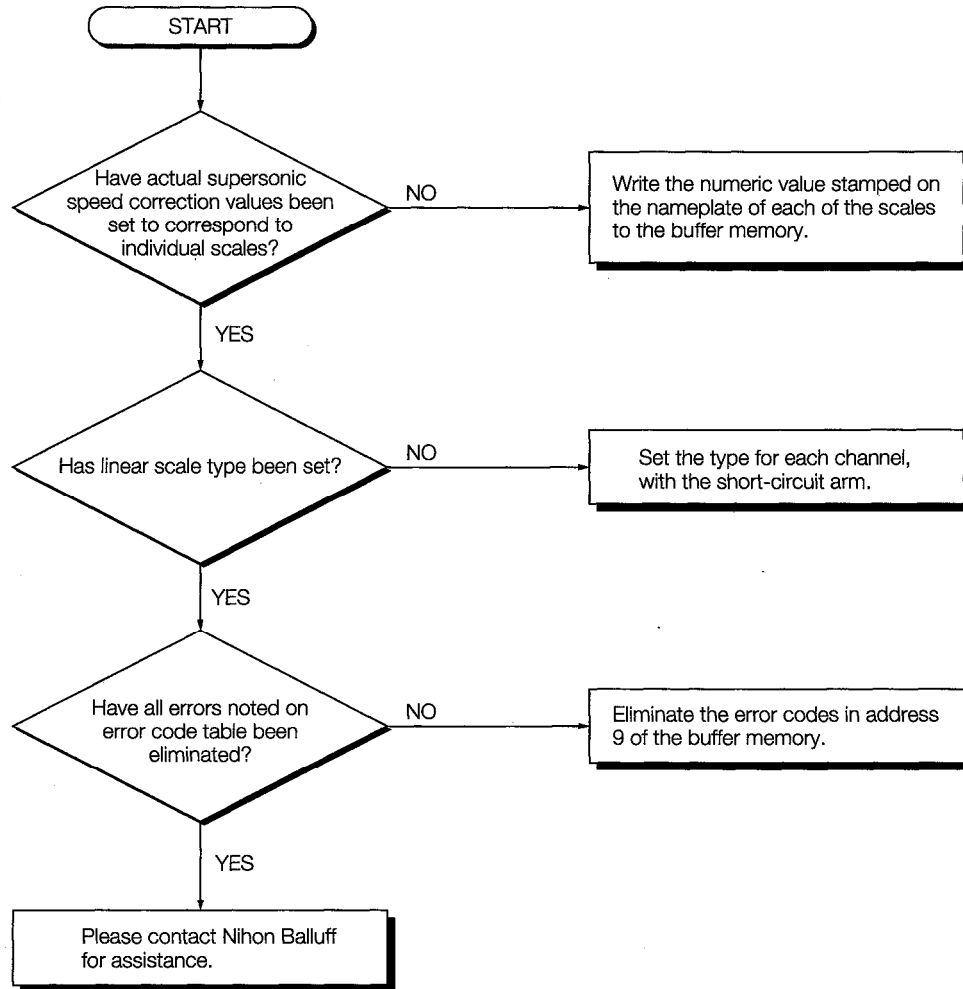 START
Have actual supersonic
speed correction values been
set to correspond to
individual scales?
NO
Write the numeric value stamped on
the nameplate of each of the scales
to the buffer memory.
YES
Has linear scale type been set?
NO
Set the type for each channel,
with the short-circuit arm.
YES
Have all errors noted on
error code table been
eliminated?
NO
Eliminate the error codes in address
9 of the buffer memory.
YES
Please contact Nihon Balluff
for assistance.